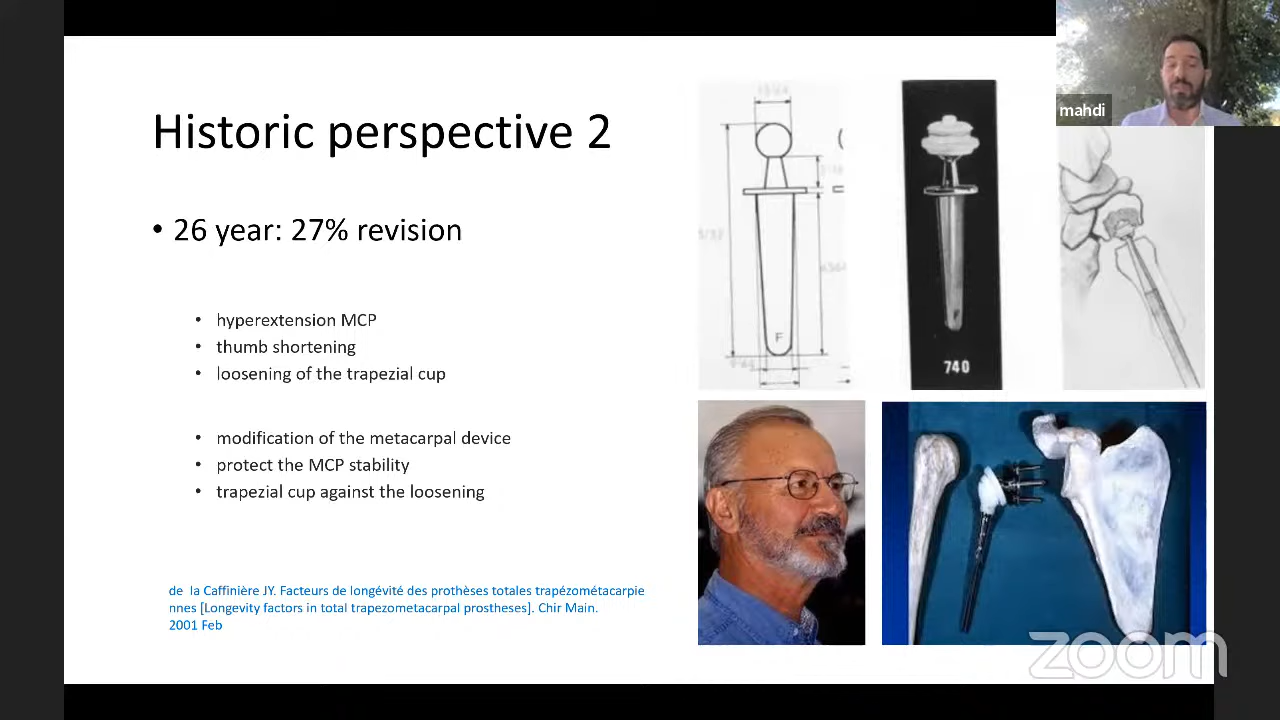 mahdi
Historic perspective 2
• 26 year: 27% revision
• hyperextension MCP
• thumb shortening
• loosening of the trapezial cup
• modification of the metacarpal device
• protect the MCP stability
• trapezial cup against the loosening
de la Caffinière JY. Facteurs de longévité des prothèses totales trapézométacarpie
nnes [Longevity factors in total trapezometacarpal prostheses]. Chir Main.
2001 Feb
F
740
zoom